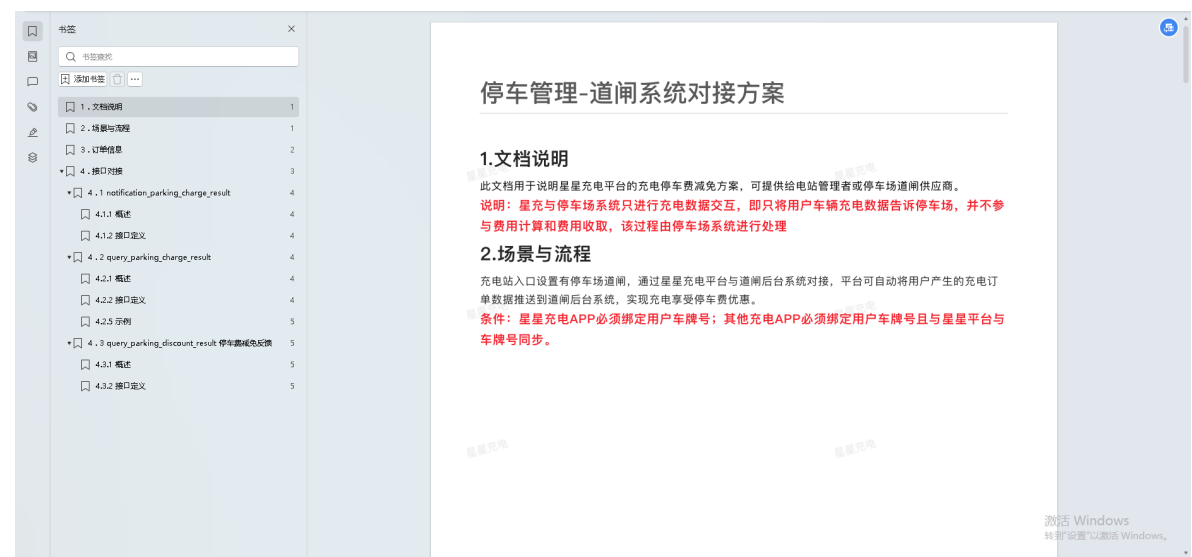 书签
书签查找
添加书签
1．文档说明 1
2．场景与流程 1
3．订单信息 2
4．接口对接 3
4．1 notification_parking_charge_result 4
4.1.1 概述 4
4.1.2 接口定义 4
4．2 query_parking_charge_result 4
4.2.1 概述 4
4.2.2 接口定义 4
4.2.5 示例 5
4．3 query_parking_discount_result 停车费减免反馈 5
4.3.1 概述 5
4.3.2 接口定义 5
停车管理-道闸系统对接方案
1.文档说明
星星充电
星星充电
此文档用于说明星星充电平台的充电停车费减免方案，可提供给电站管理者或停车场道闸供应商。
说明：星充与停车场系统只进行充电数据交互，即只将用户车辆充电数据告诉停车场，并不参
与费用计算和费用收取，该过程由停车场系统进行处理
2.场景与流程
充电站入口设置有停车场道闸，通过星星充电平台与道闸后台系统对接，平台可自动将用户产生的充电订
单数据推送到道闸后台系统，实现充电享受停车费优惠。
条件：星星充电APP必须绑定用户车牌号；其他充电APP必须绑定用户车牌号且与星星平台与
车牌号同步。
星星充电
星星充电
激活 Windows
转到"设置"以激活 Windows。